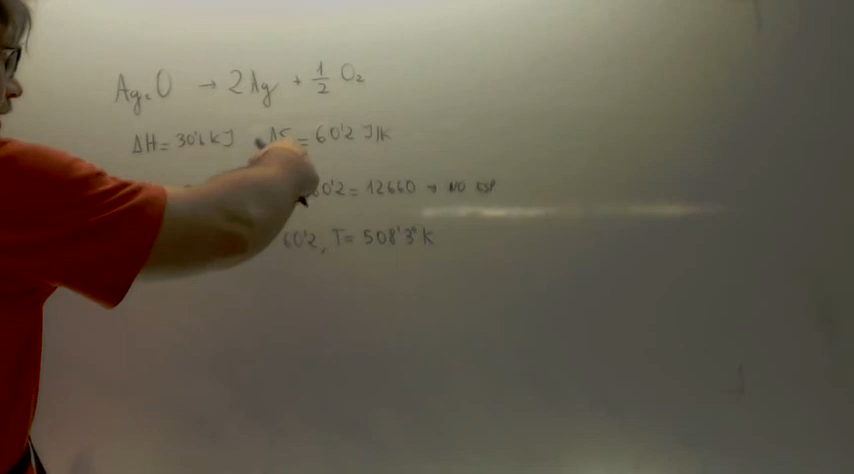 Ag₂O → 2Ag + 1/2 O₂
ΔH = 30'6 kJ ΔS = 60'2 J/K
60'2 = 12660 → NO ESP
60'2, T = 508'3°K